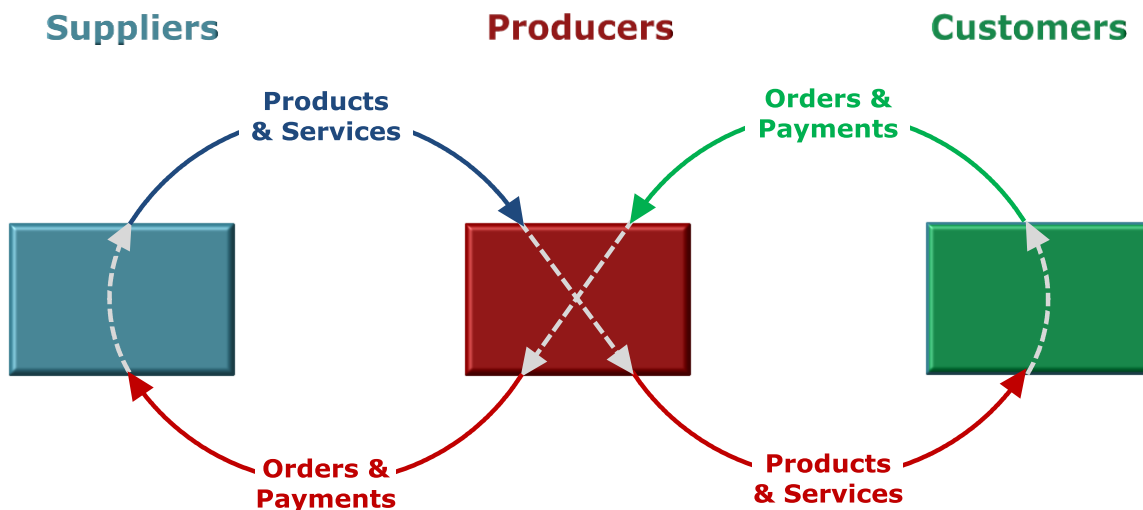 Suppliers
Producers
Customers
Products
& Services
Orders &
Payments
Orders &
Payments
Products
& Services